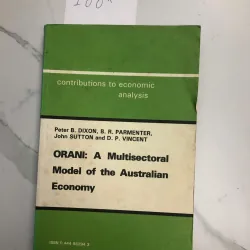 contributions to economic
analysis
Peter B. DIXON, B. R. PARMENTER,
John SUTTON and D. P. VINCENT
ORANI: A Multisectoral
Model of the Australian
Economy